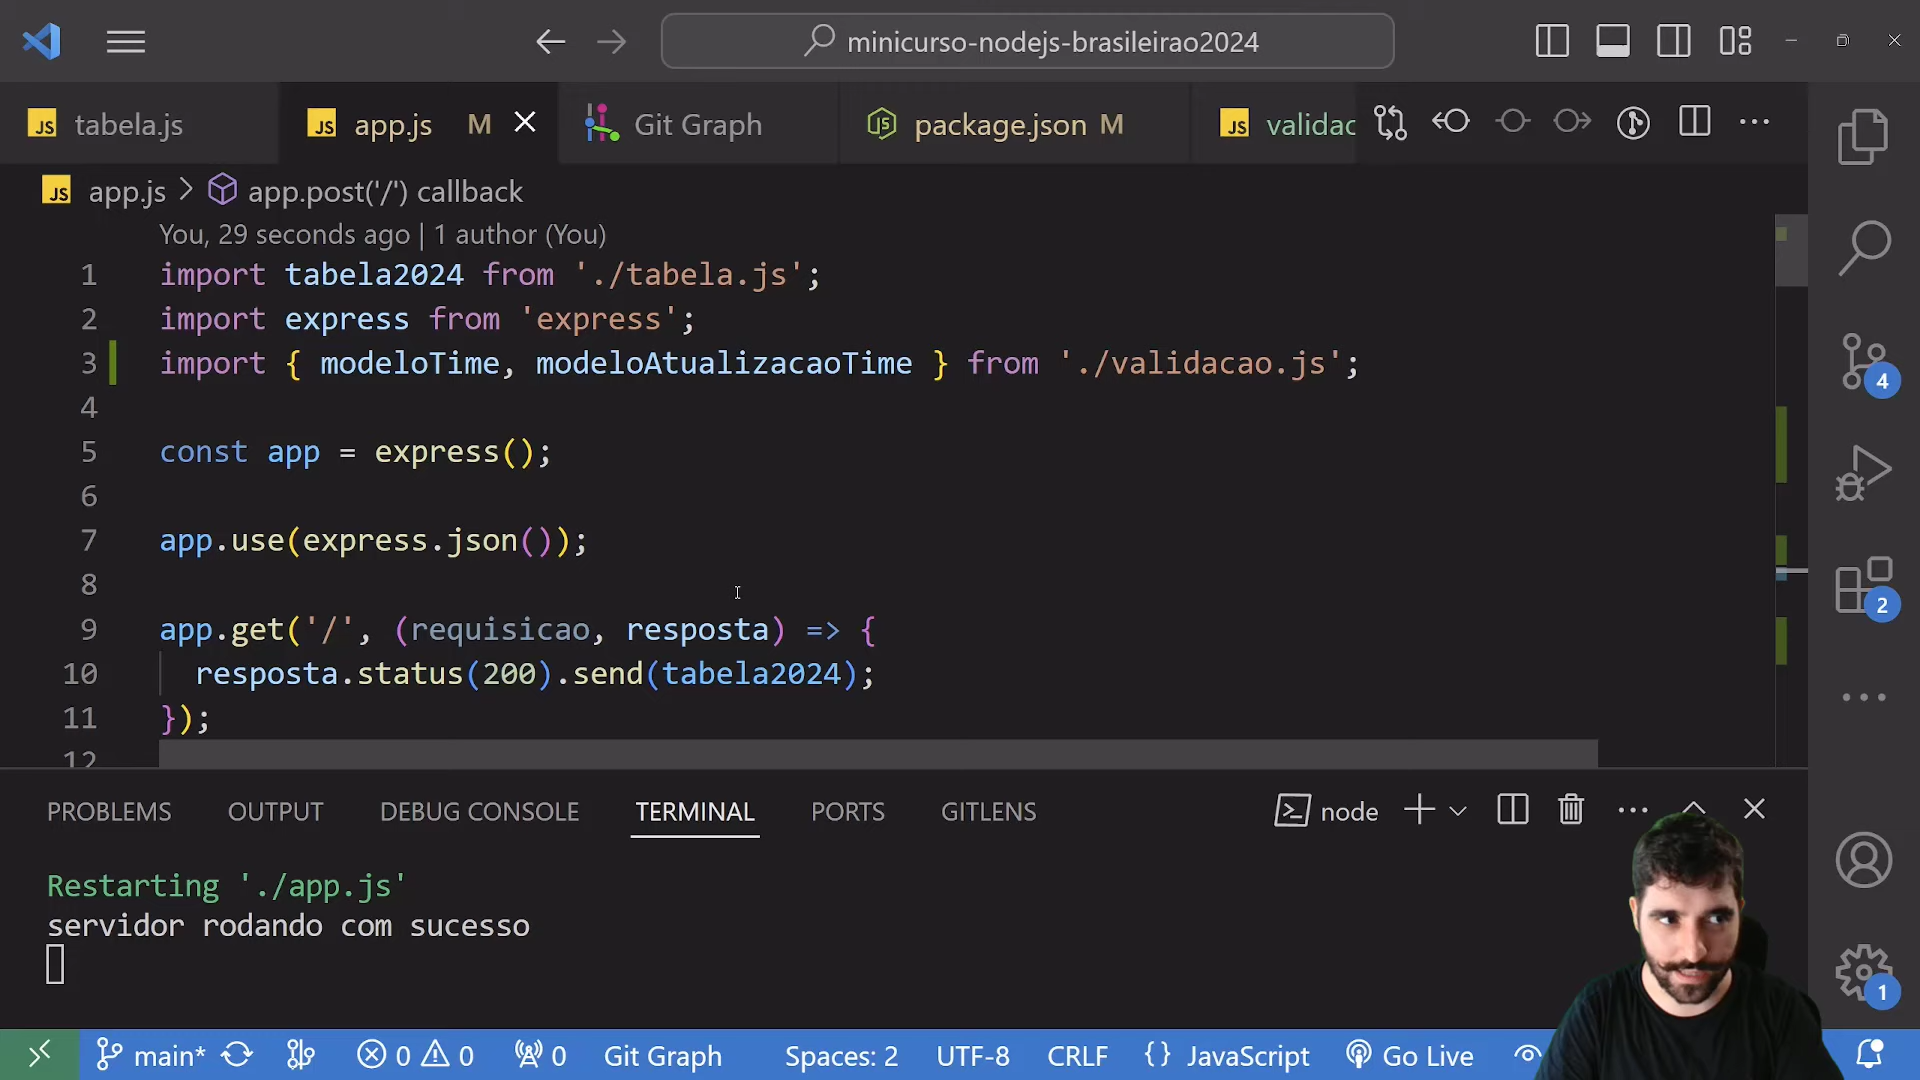 minicurso-nodejs-brasileirao2024
JS tabela.js
JS app.js M
Git Graph
package.json M
JS validac
JS app.js > app.post('/') callback
You, 29 seconds ago | 1 author (You)
1 import tabela2024 from './tabela.js';
2 import express from 'express';
3 import { modeloTime, modeloAtualizacaoTime } from './validacao.js';
4
5 const app = express();
6
7 app.use(express.json());
8
9 app.get('/', (requisicao, resposta) => {
10 resposta.status(200).send(tabela2024);
11 });
12
4
2
PROBLEMS OUTPUT DEBUG CONSOLE TERMINAL PORTS GITLENS node
Restarting './app.js'
servidor rodando com sucesso
1
main* 0 0 0 Git Graph Spaces: 2 UTF-8 CRLF {} JavaScript Go Live